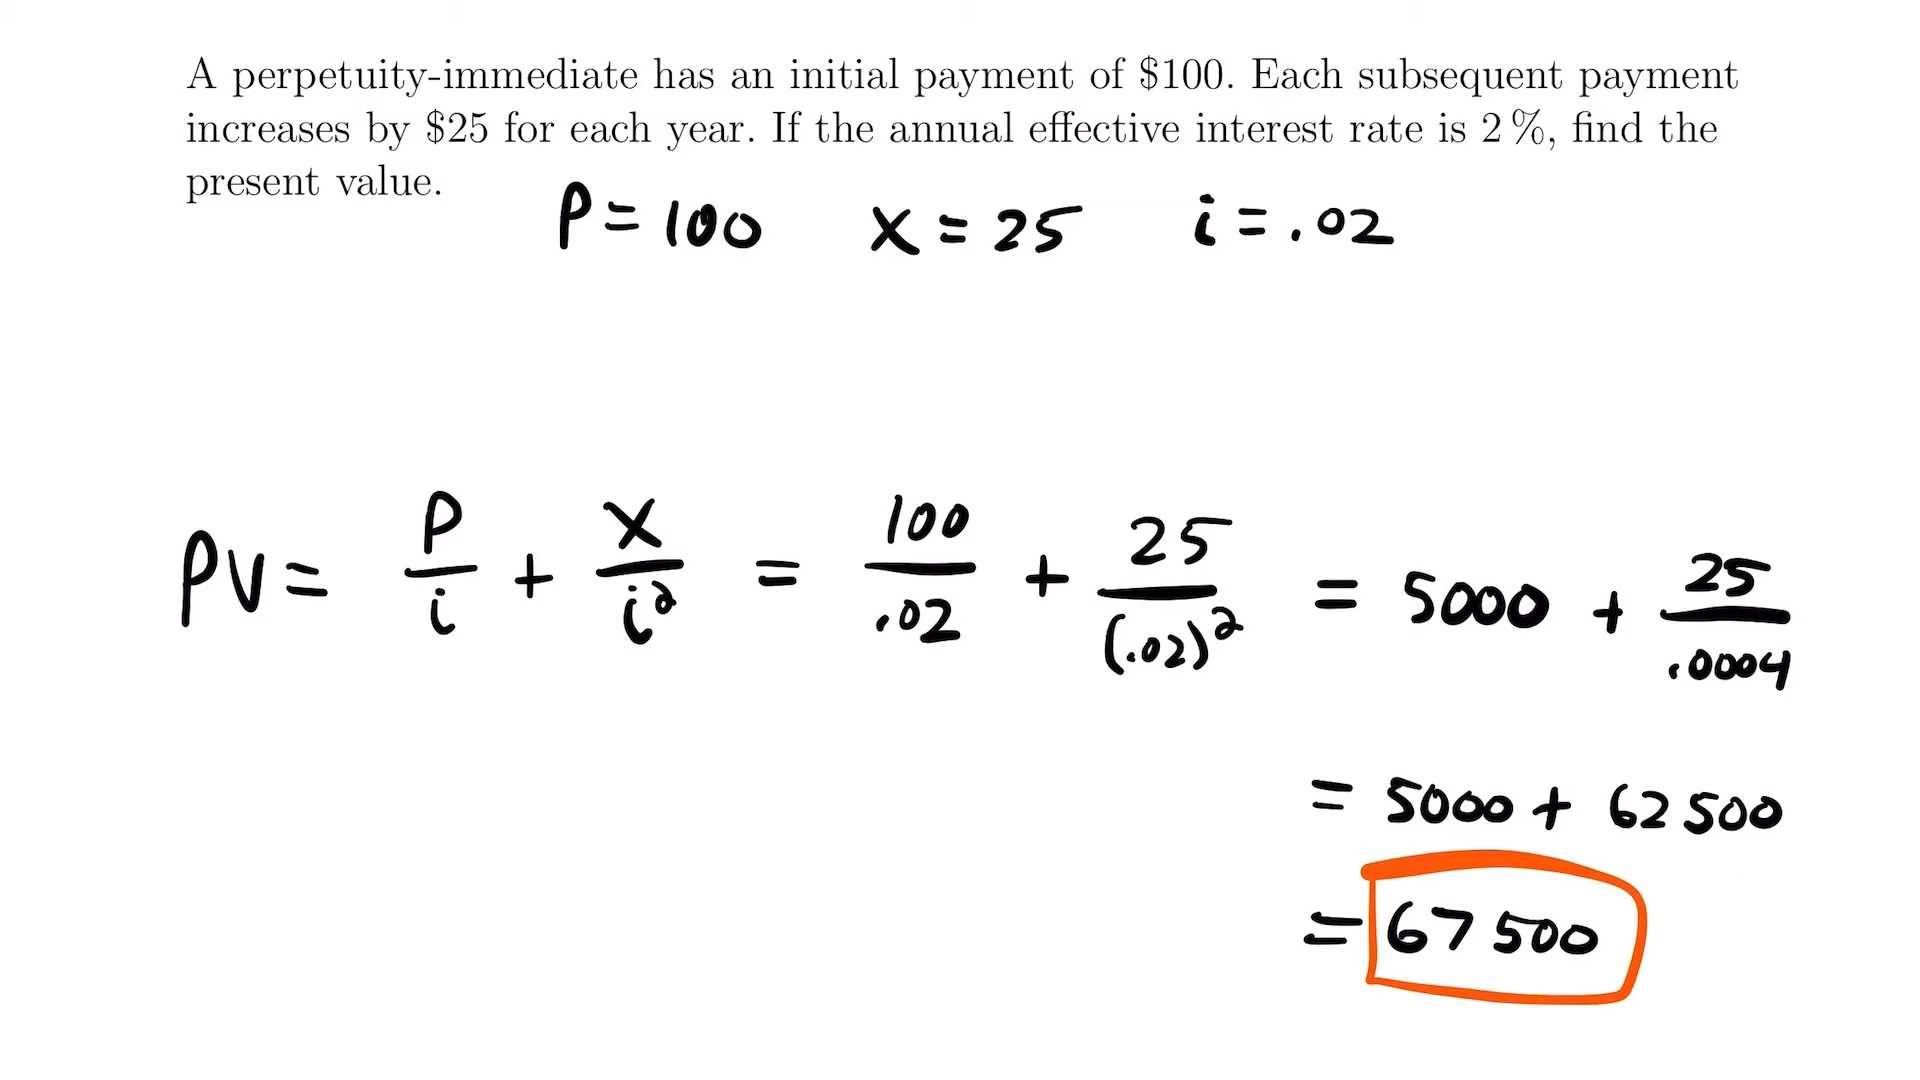 A perpetuity-immediate has an initial payment of $100. Each subsequent payment
increases by $25 for each year. If the annual effective interest rate is 2 %, find the
present value.
P = 100 x = 25 i = .02
PV = P/i + x/i² = 100/.02 + 25/(.02)² = 5000 + 25/.0004
= 5000 + 62500
= 67500